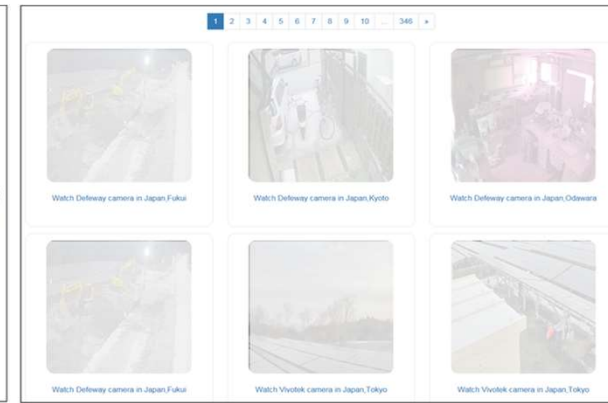 1 2 3 4 5 6 7 8 9 10 ... 346 »
Watch Defeway camera in Japan,Fukui
Watch Defeway camera in Japan,Kyoto
Watch Defeway camera in Japan,Odawara
Watch Defeway camera in Japan,Fukui
Watch Vivotek camera in Japan,Tokyo
Watch Vivotek camera in Japan,Tokyo